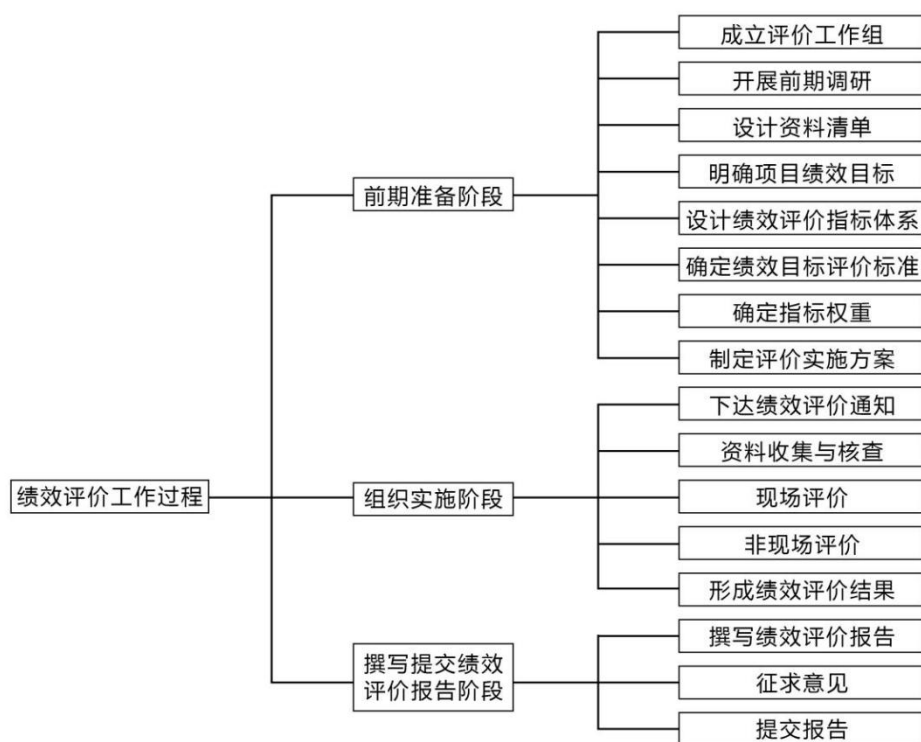 绩效评价工作过程
前期准备阶段
成立评价工作组
开展前期调研
设计资料清单
明确项目绩效目标
设计绩效评价指标体系
确定绩效目标评价标准
确定指标权重
制定评价实施方案
组织实施阶段
下达绩效评价通知
资料收集与核查
现场评价
非现场评价
形成绩效评价结果
撰写提交绩效
评价报告阶段
撰写绩效评价报告
征求意见
提交报告